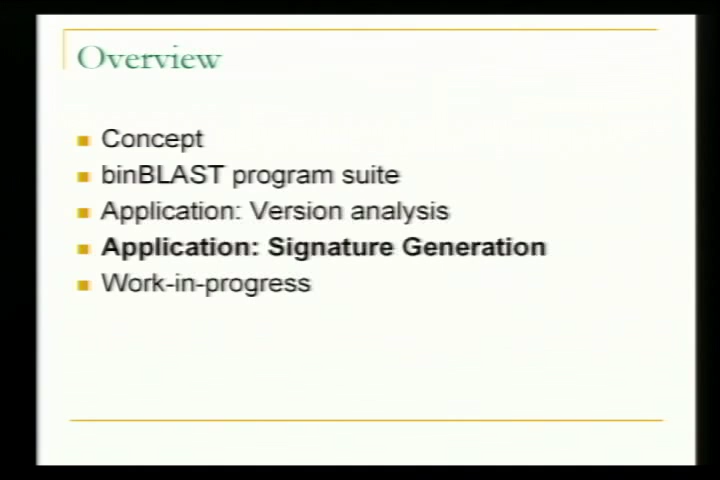 Overview
Concept
binBLAST program suite
Application: Version analysis
Application: Signature Generation
Work-in-progress